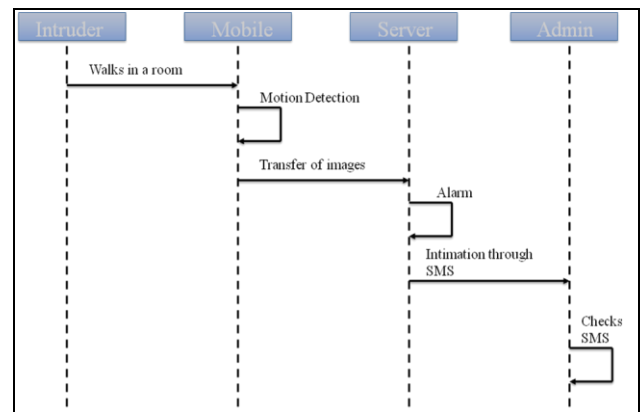 Intruder
Mobile
Server
Admin
Walks in a room
Motion Detection
Transfer of images
Alarm
Intimation through
SMS
Checks
SMS